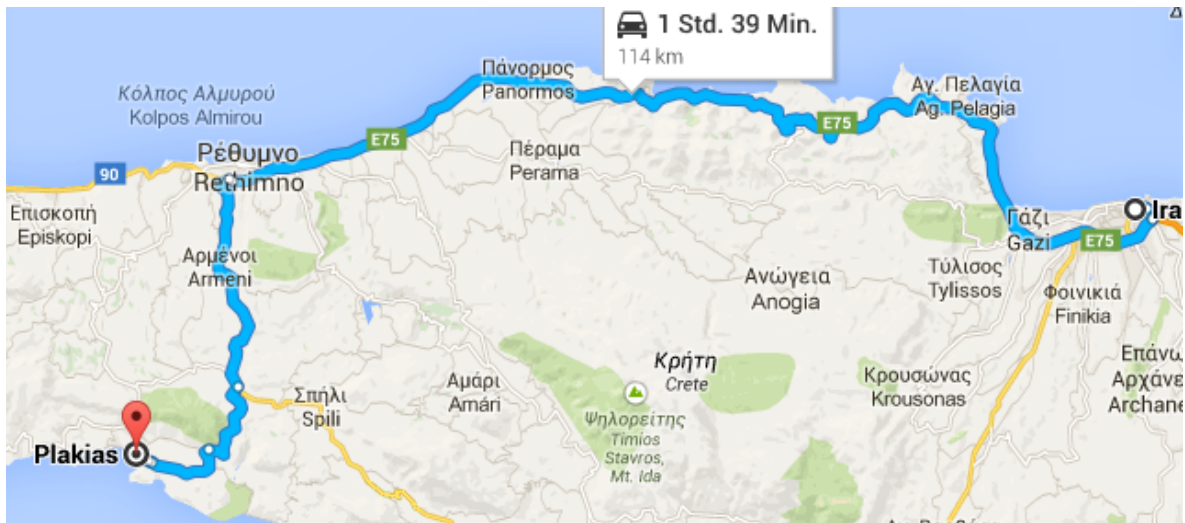 1 Std. 39 Min.
114 km
Πάνορμος
Panormos
Αγ. Πελαγία
Ag. Pelagia
Κόλπος Αλμυρού
Kolpos Almirou
E75
E75
Ρέθυμνο
Rethimno
90
Πέραμα
Perama
Επισκοπή
Episkopi
Γάζι
Gazi
Ira
E75
Αρμένοι
Armeni
Ανώγεια
Anogia
Τύλισος
Tylissos
Φοινικιά
Finikia
Κρήτη
Crete
Επάνω
Αρχάνε
Archane
Σπήλι
Spili
Αμάρι
Amári
Κρουσώνας
Krousonas
Ψηλορείτης
Timios
Stavros,
Mt. Ida
Plakias